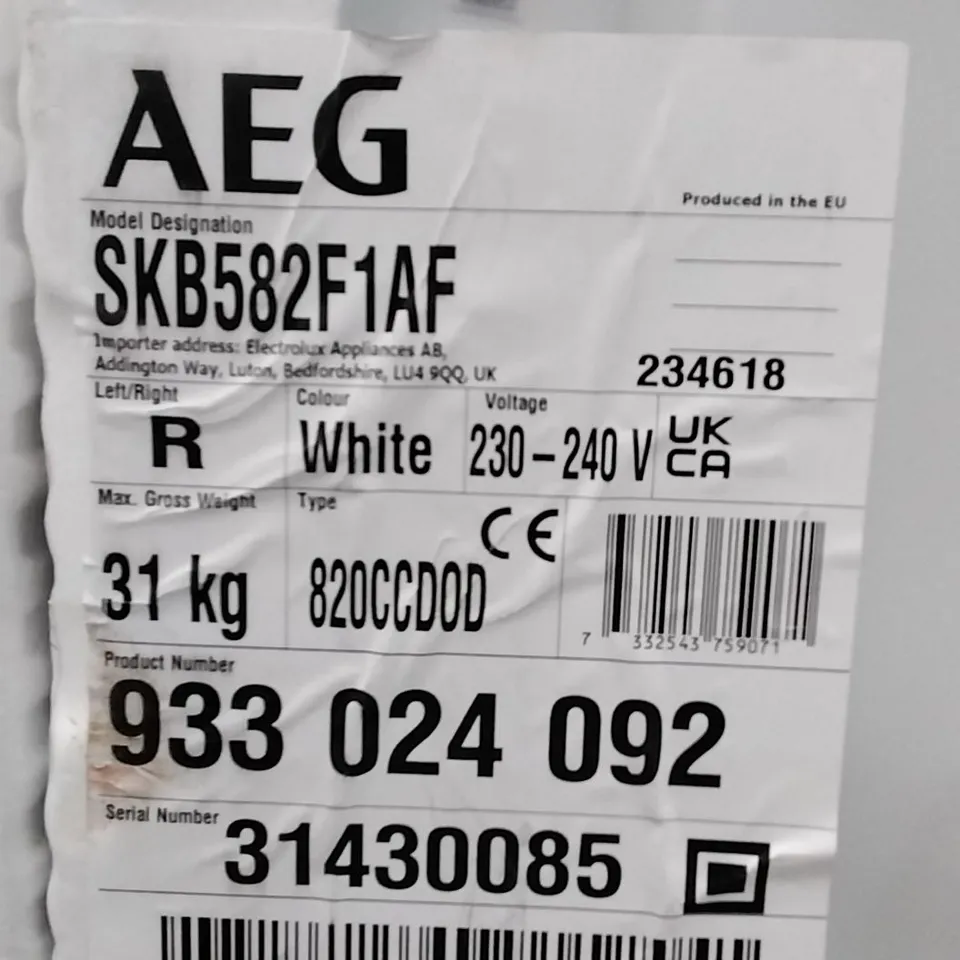 AEG
Produced in the EU
Model Designation
SKB582F1AF
Importer address: Electrolux Appliances AB,
Addington Way, Luton, Bedfordshire, LU4 9QQ, UK
234618
Left/Right
Colour
Voltage
R
White
230–240 V
UK
CA
Max. Gross Weight
Type
CE
31 kg
820CCD0D
7 332543 759071
Product Number
933 024 092
Serial Number
31430085